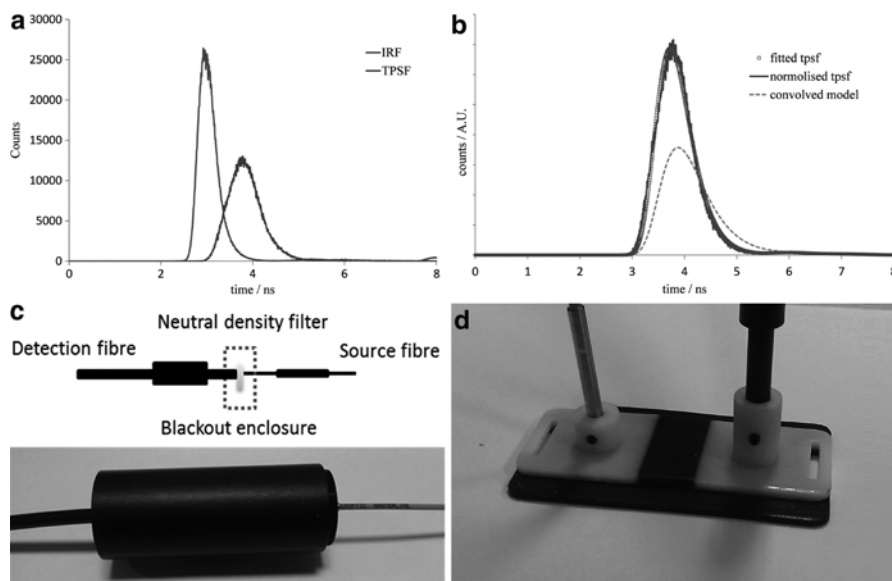 a
30000
25000
20000
15000
10000
5000
0
Counts
0 2 4 6 8
time / ns
IRF
TPSF
b
counts / A.U.
0 1 2 3 4 5 6 7 8
time / ns
fitted tpsf
normolised tpsf
convolved model
c
Neutral density filter
Detection fibre
Source fibre
Blackout enclosure
d